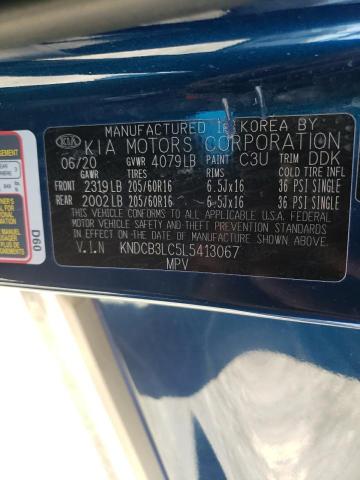 MANUFACTURED IN KOREA BY
KIA KIA MOTORS CORPORATION
06/20 GVWR 4079LB PAINT C3U TRIM DDK
GAWR TIRES RIMS COLD TIRE INFL
FRONT 2319LB 205/60R16 6.5Jx16 36 PSI SINGLE
REAR 2002LB 205/60R16 6.5Jx16 36 PSI SINGLE
THIS VEHICLE CONFORMS TO ALL APPLICABLE U.S.A. FEDERAL
MOTOR VEHICLE SAFETY AND THEFT PREVENTION STANDARDS
IN EFFECT ON THE DATE OF MANUFACTURE SHOWN ABOVE.
V.I.N KNDCB3LC5L5413067
MPV
D60